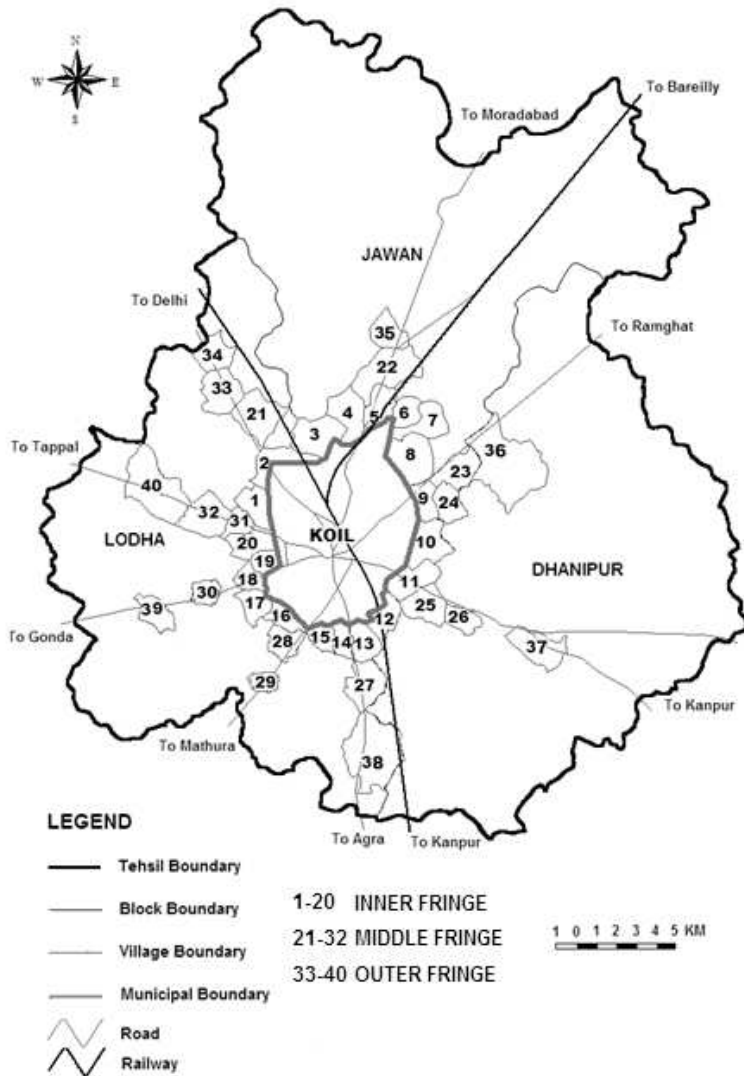 N
W E
S
To Bareilly
To Moradabad
JAWAN
To Delhi
To Ramghat
35
34
22
33
21 4 5 6 7
3
8 36
To Tappal
2 23
40
1 9 24
32
31
LODHA KOIL
20 10
19 DHANIPUR
18 11
30
39 17 25
16 12 26
To Gonda
28 15 14 13
37
29 27
To Kanpur
To Mathura
38
LEGEND
To Agra To Kanpur
Tehsil Boundary
Block Boundary
Village Boundary
Municipal Boundary
Road
Railway
1-20 INNER FRINGE
21-32 MIDDLE FRINGE
33-40 OUTER FRINGE
1 0 1 2 3 4 5 KM